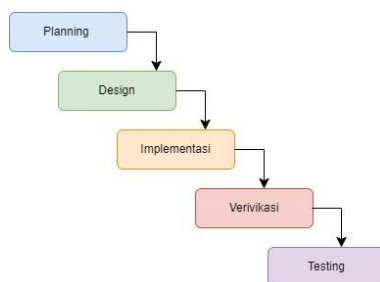 Planning
Design
Implementasi
Verivikasi
Testing